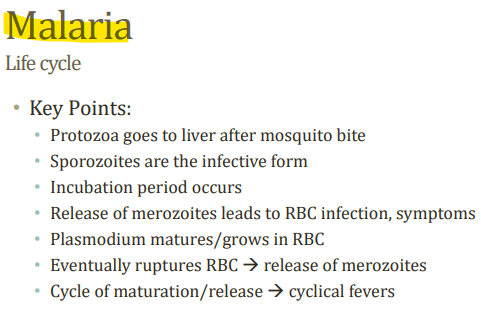 Malaria
Life cycle
• Key Points:
• Protozoa goes to liver after mosquito bite
• Sporozoites are the infective form
• Incubation period occurs
• Release of merozoites leads to RBC infection, symptoms
• Plasmodium matures/grows in RBC
• Eventually ruptures RBC → release of merozoites
• Cycle of maturation/release → cyclical fevers